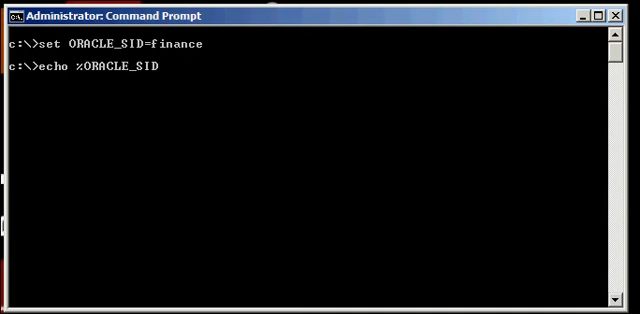 Administrator: Command Prompt
c:\>set ORACLE_SID=finance
c:\>echo %ORACLE_SID